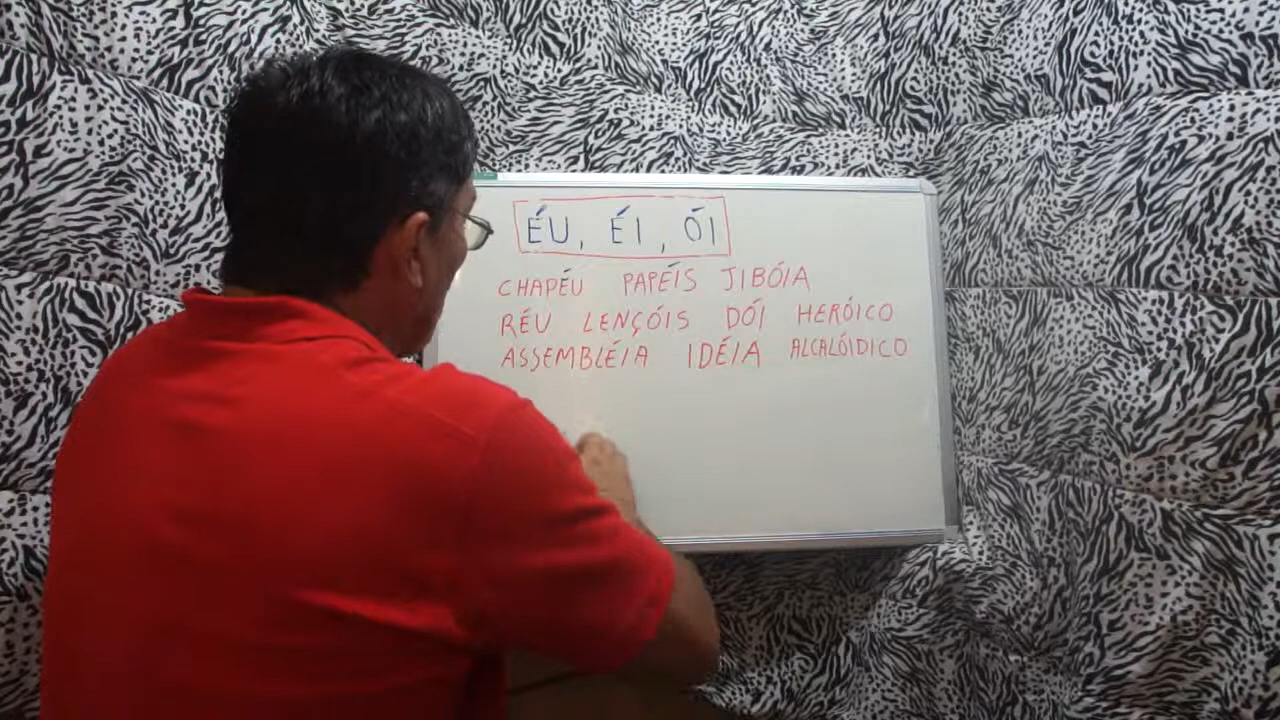 ÉU, ÉI, ÓI
CHAPÉU PAPÉIS JIBÓIA
RÉU LENÇÓIS DÓI HERÓICO
ASSEMBLÉIA IDÉIA ALCALÓIDICO